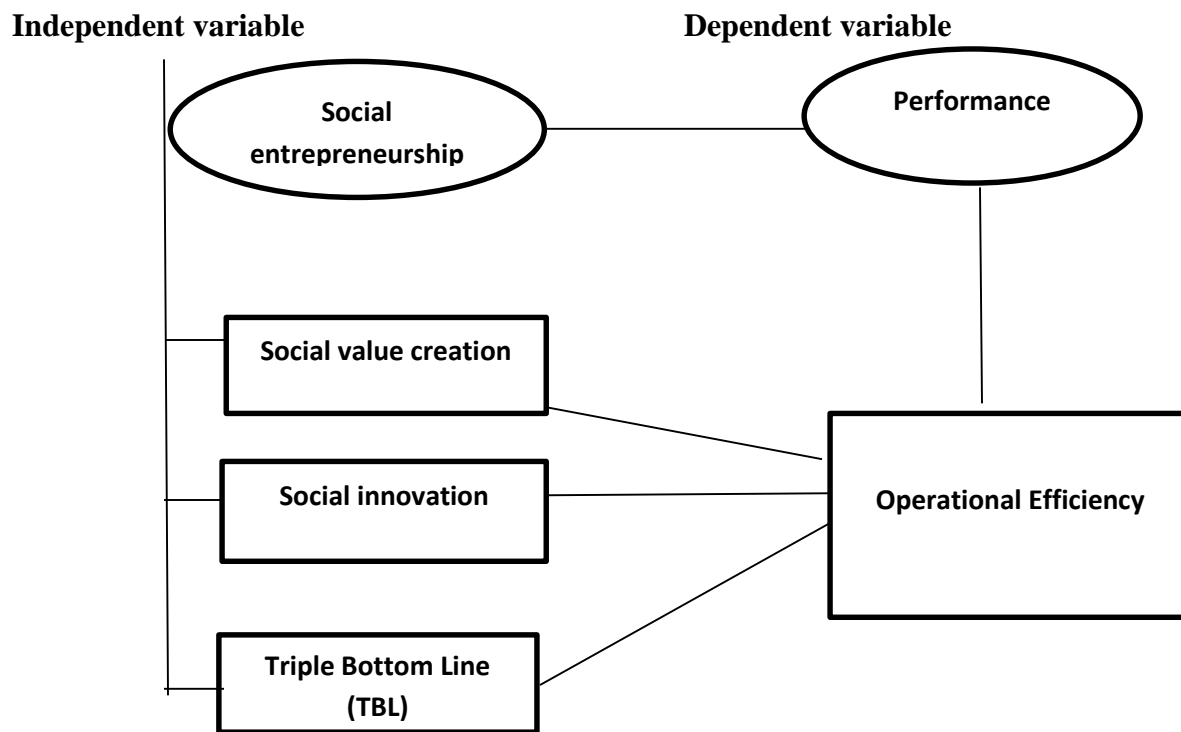 Independent variable
Dependent variable
Social
entrepreneurship
Performance
Social value creation
Social innovation
Operational Efficiency
Triple Bottom Line
(TBL)